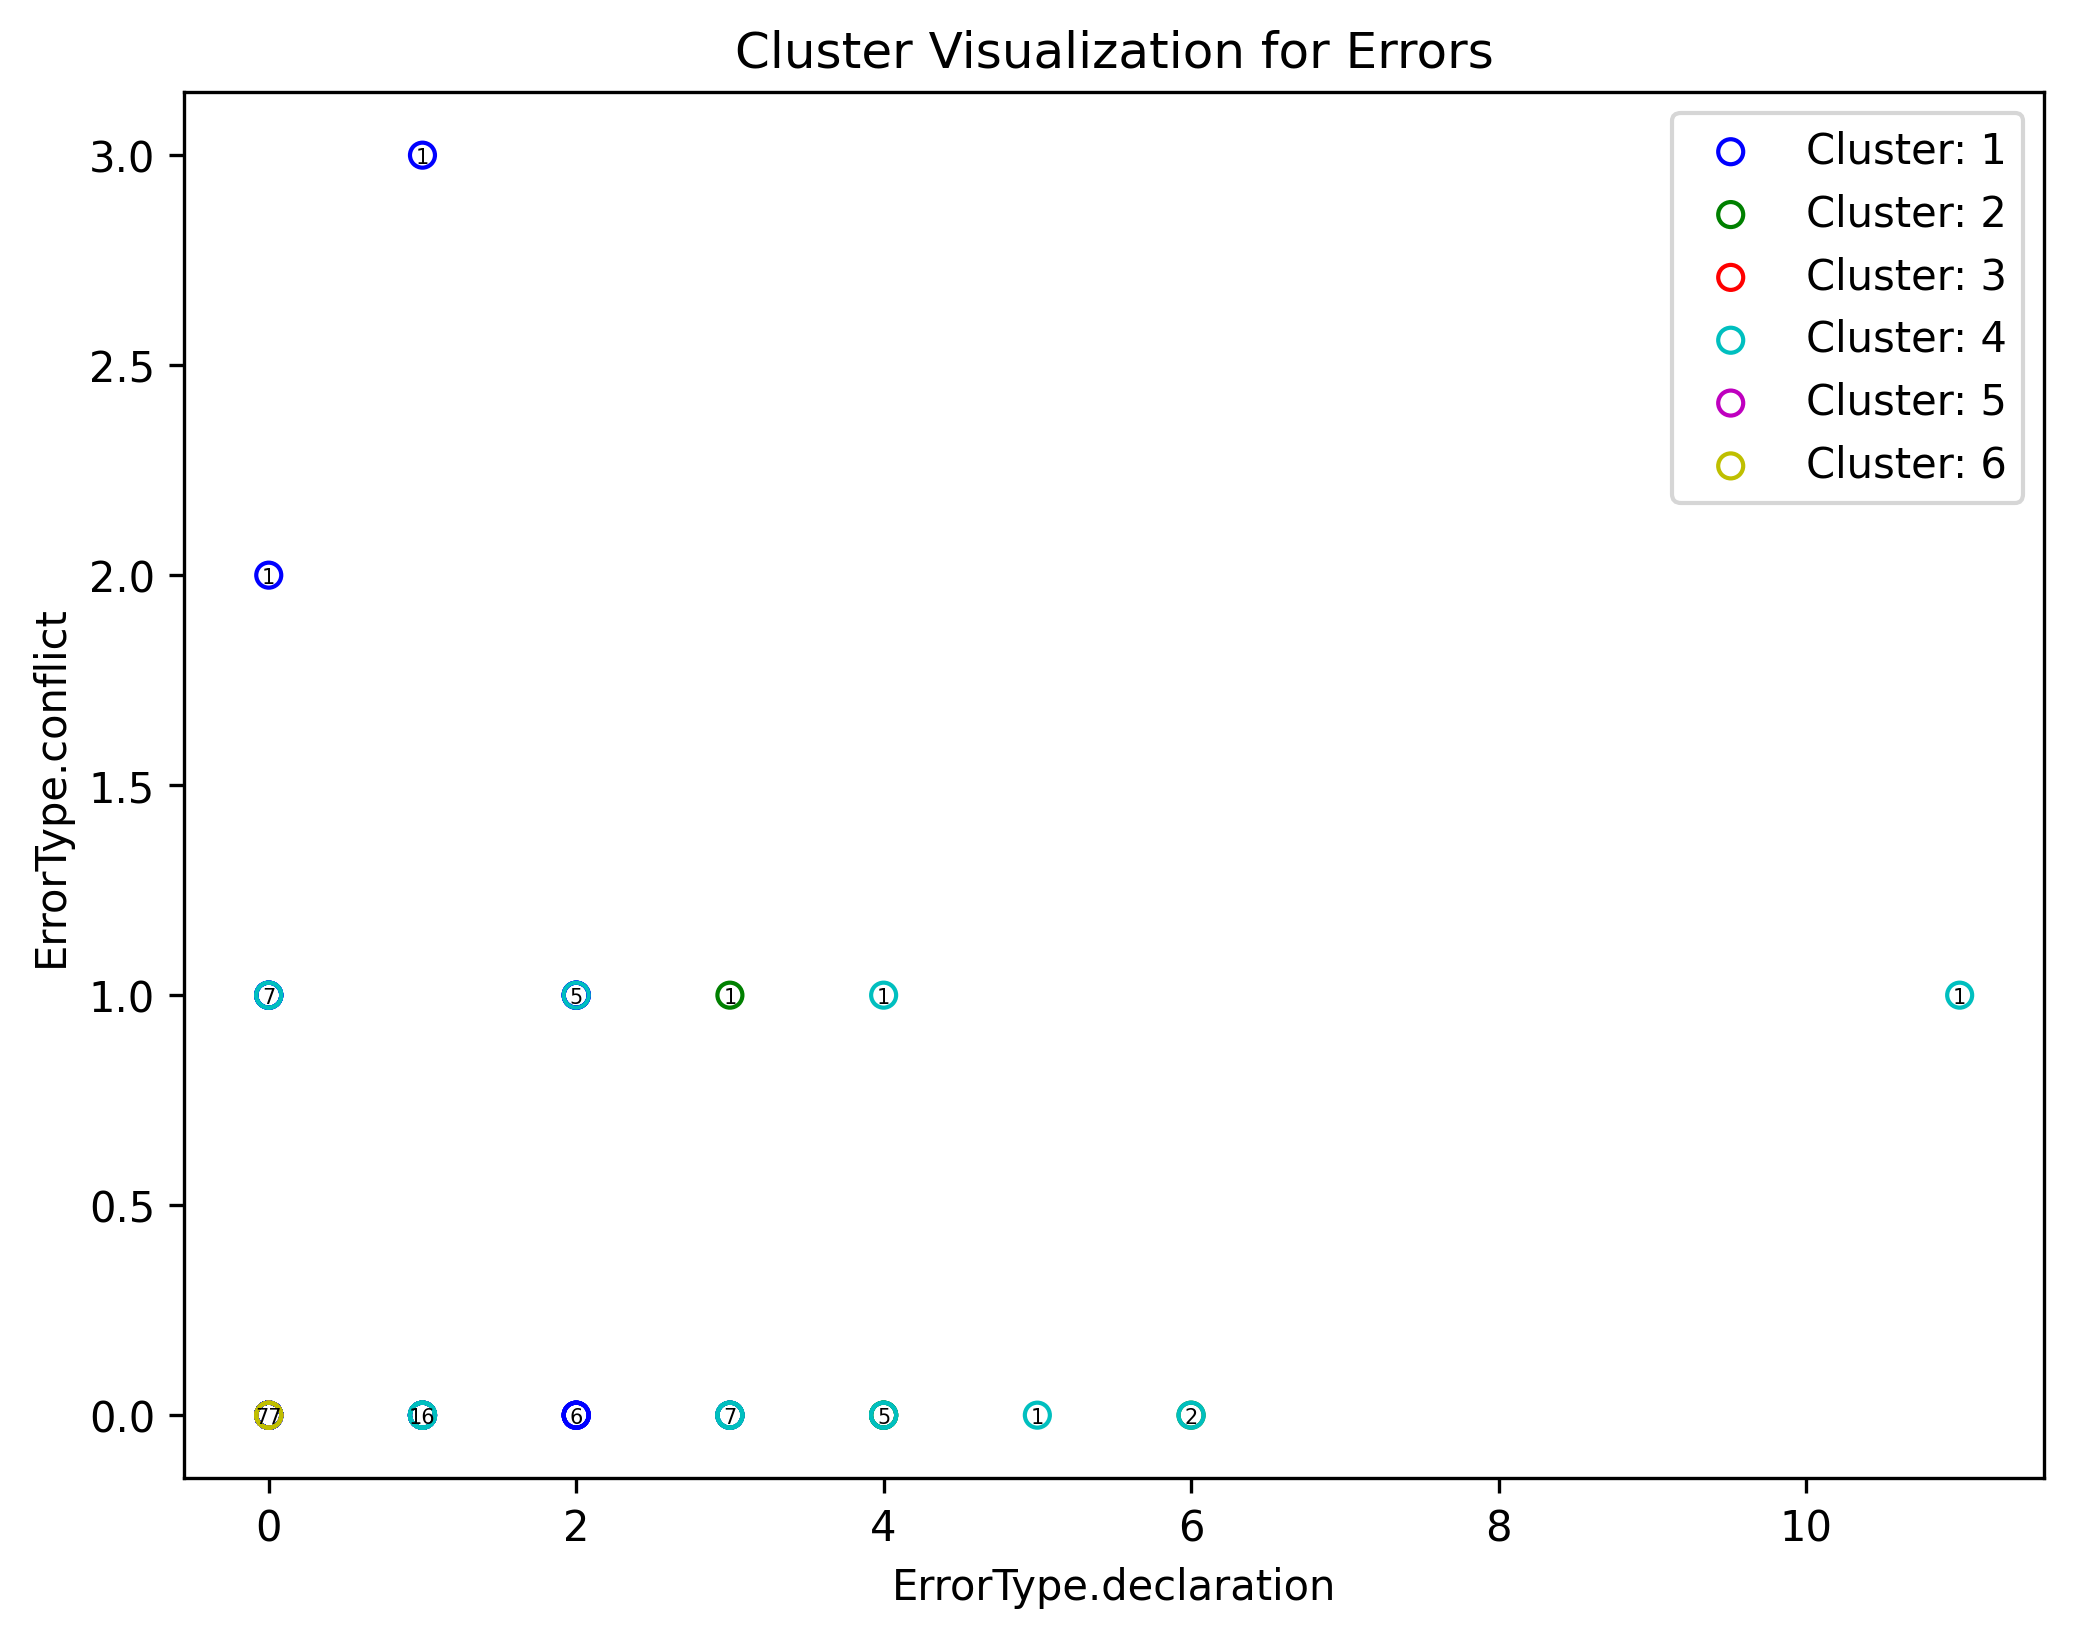 Cluster Visualization for Errors
3.0
2.5
2.0
1.5
1.0
0.5
0.0
ErrorType.conflict
1
1
7
5
1
1
1
77
16
6
7
5
1
2
Cluster: 1
Cluster: 2
Cluster: 3
Cluster: 4
Cluster: 5
Cluster: 6
0 2 4 6 8 10
ErrorType.declaration